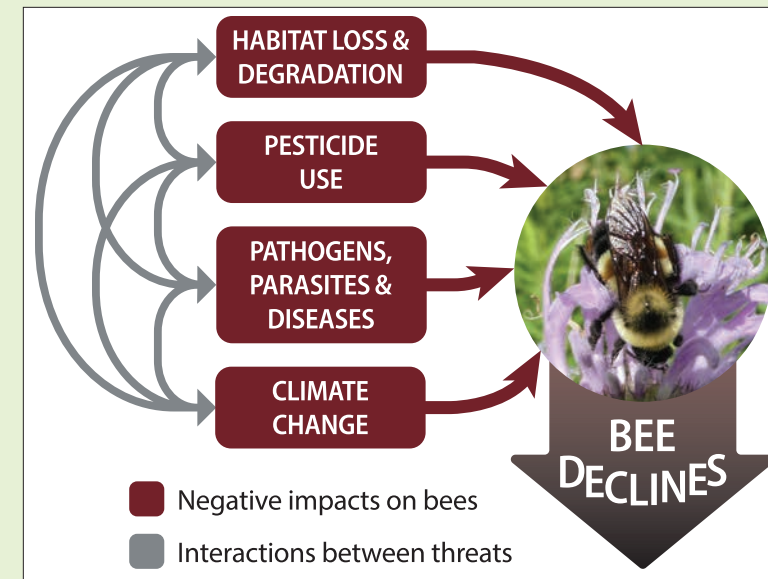 HABITAT LOSS &
DEGRADATION
PESTICIDE
USE
PATHOGENS,
PARASITES &
DISEASES
CLIMATE
CHANGE
BEE
DECLINES
Negative impacts on bees
Interactions between threats